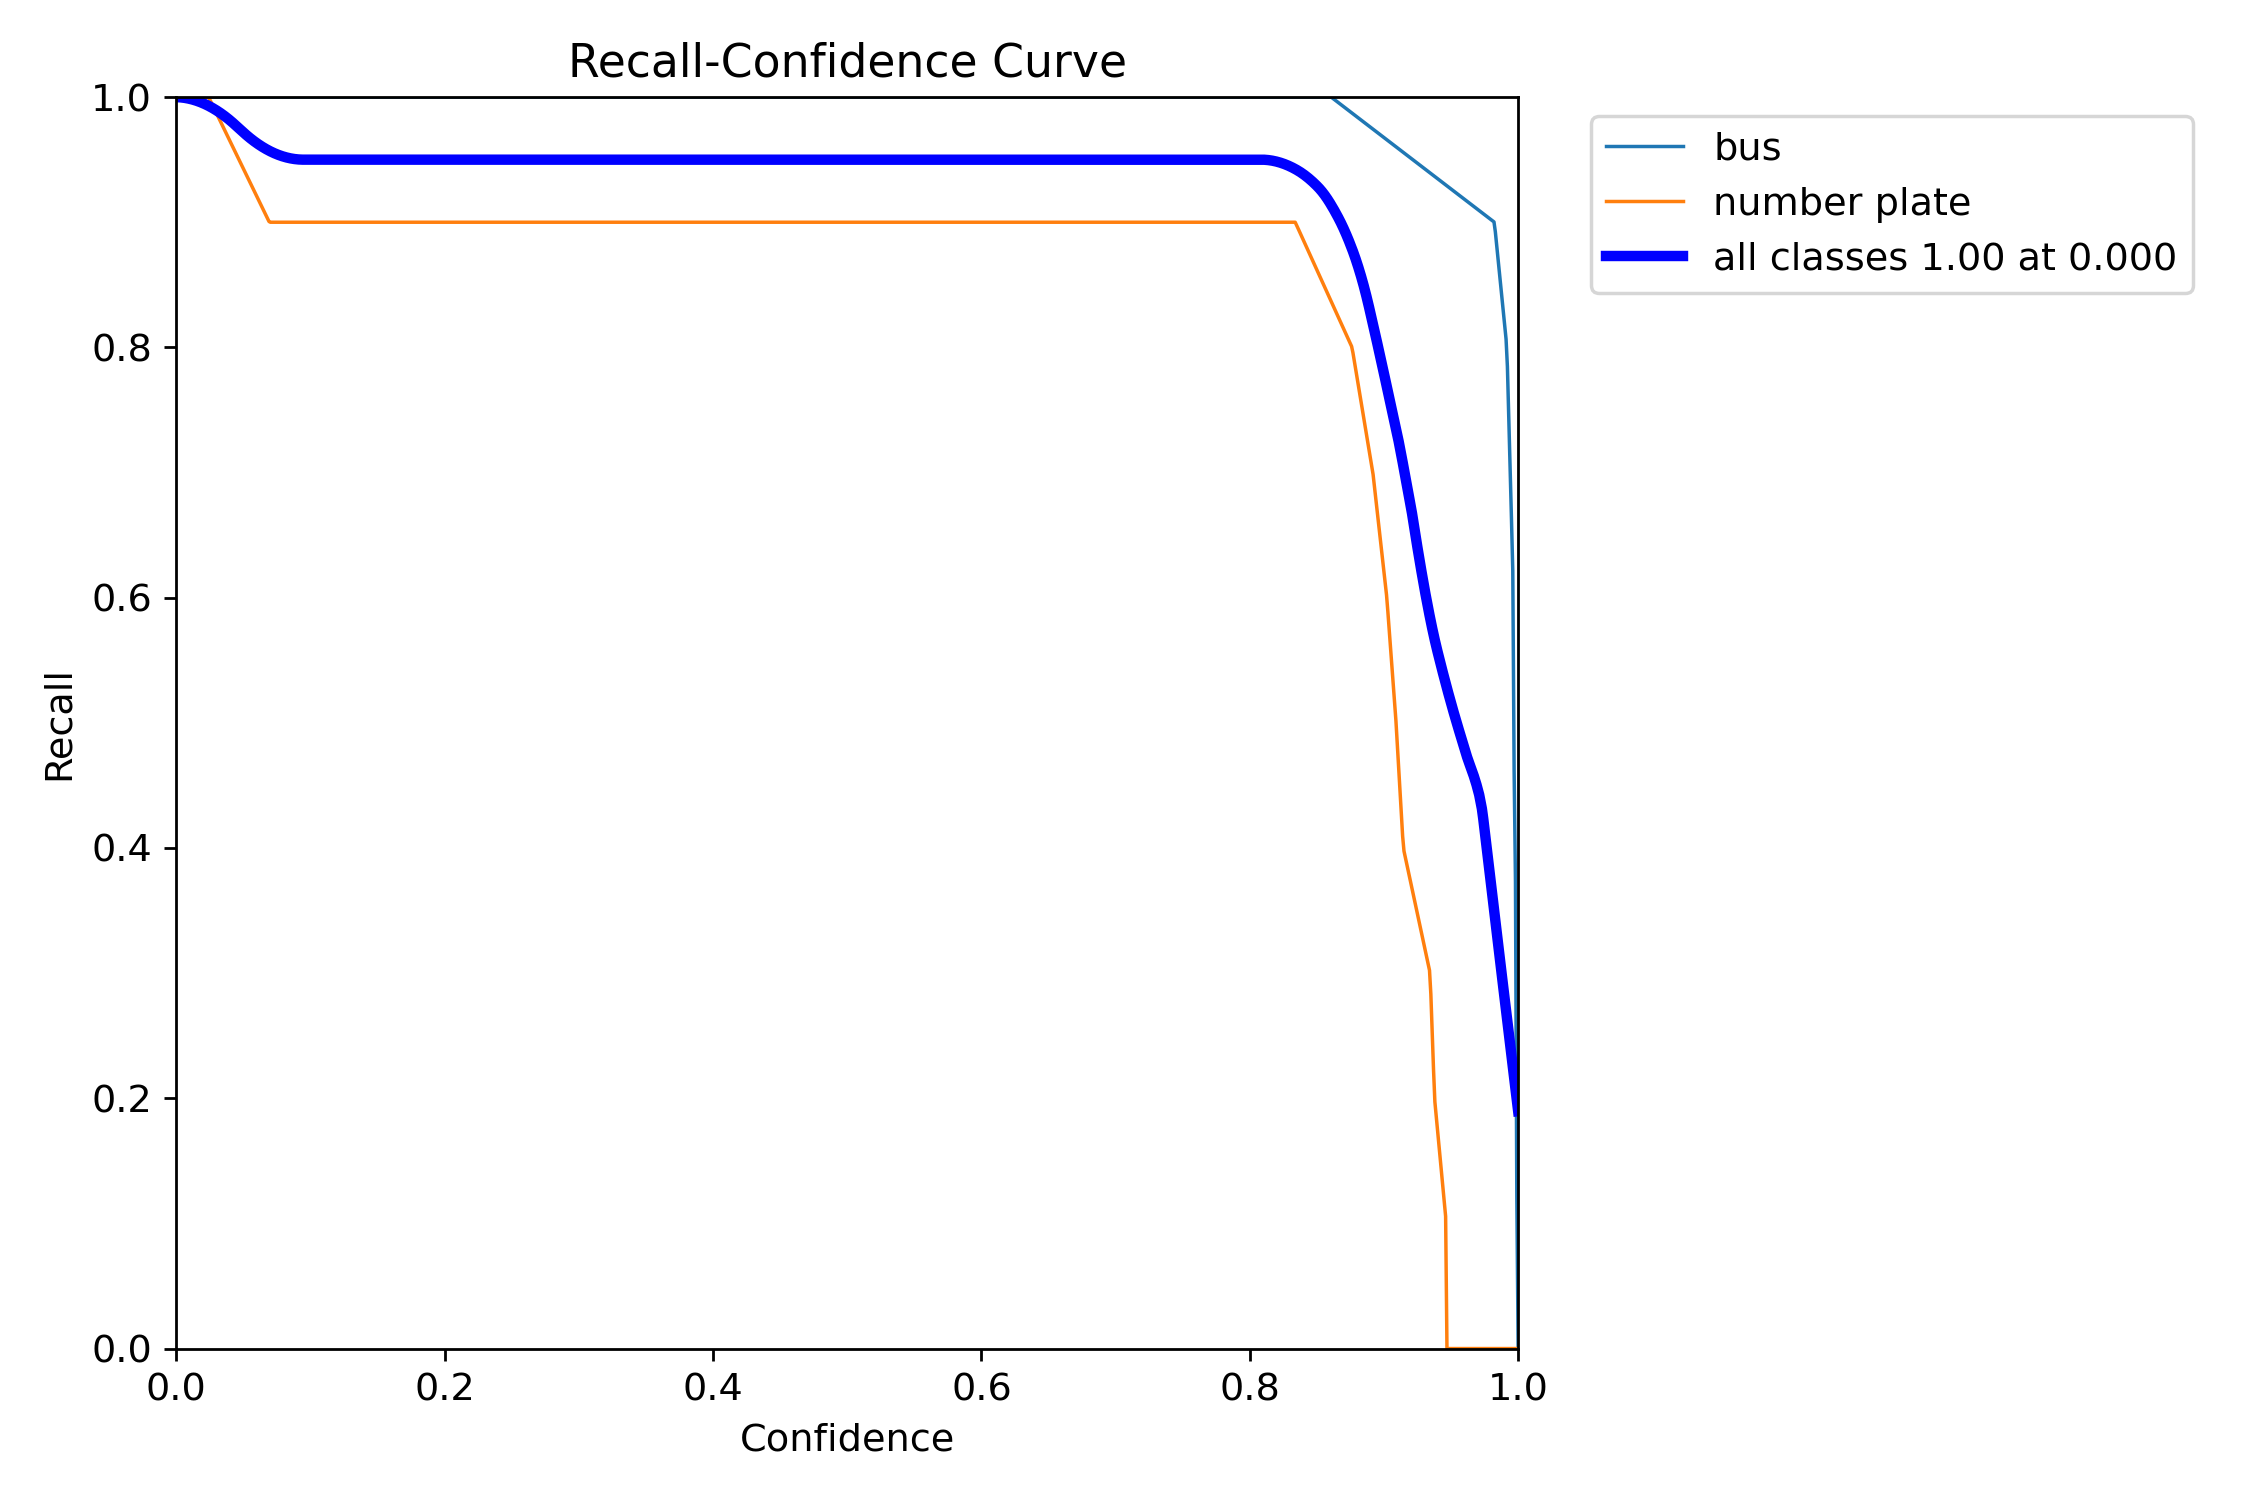 Recall-Confidence Curve
1.0
0.8
0.6
0.4
0.2
0.0
Recall
0.0 0.2 0.4 0.6 0.8 1.0
Confidence
bus
number plate
all classes 1.00 at 0.000